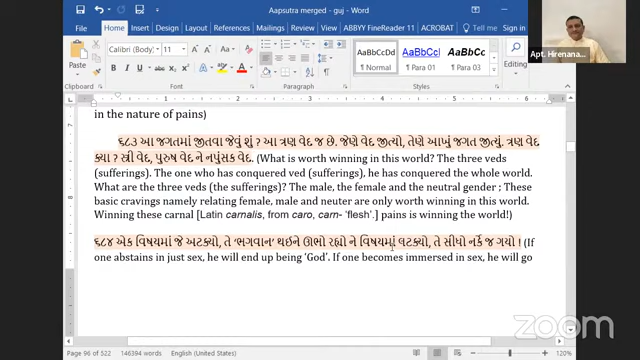 Aapsutra merged - guj - Word
File Home Insert Design Layout References Mailings Review View ABBYY FineReader 11 ACROBAT Tell me Share
Calibri (Body) 11
B I U abc
AaBbCcDd AaBbCcI AaBbCc
¶ Normal ¶ Para 01 ¶ Para 03
Paste
Editing
Clipboard Font Paragraph Styles
Apt. Hirenana...
in the nature of pains)
૬૮૩ આ જગતમાં જીતવા જેવું શું ? આ ત્રણ વેદ જ છે. જેણે વેદ જીત્યો, તેણે આખું જગત જીત્યું. ત્રણ વેદ
ક્યા ? સ્ત્રી વેદ, પુરુષ વેદ ને નપુંસક વેદ. (What is worth winning in this world? The three veds
(sufferings). The one who has conquered ved (sufferings), he has conquered the whole world.
What are the three veds (the sufferings)? The male, the female and the neutral gender ; These
basic cravings namely relating female, male and neuter are only worth winning in this world.
Winning these carnal [Latin carnalis, from caro, carn- ‘flesh’.] pains is winning the world!)
૬૮૪ એક વિષયમાં જે અટક્યો, તે ‘ભગવાન’ થઈને ઊભો રહ્યો ને વિષયમાં લટક્યો, તે સીધો નર્કે જ ગયો ! (If
one abstains in just sex, he will end up being ‘God’. If one becomes immersed in sex, he will go
Page 96 of 522 146394 words English (United States) 120%
zoom